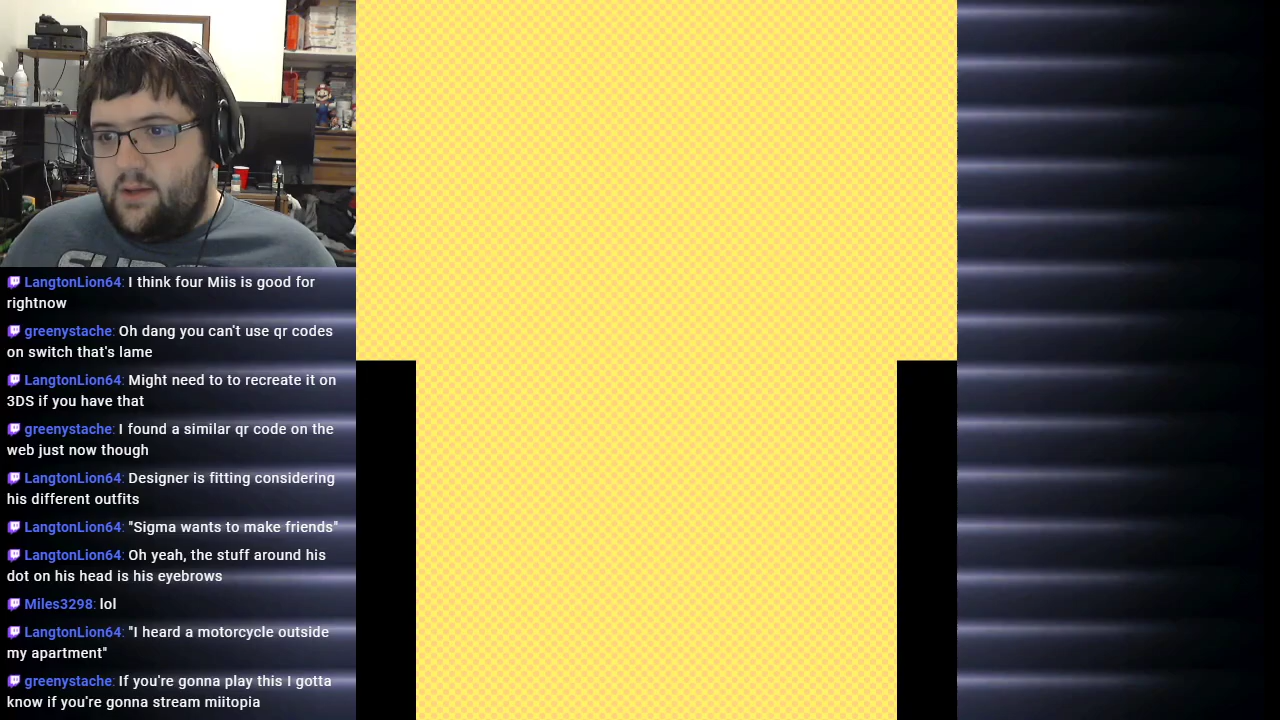 LangtonLion64: I think four Miis is good for
rightnow
greenystache: Oh dang you can't use qr codes
on switch that's lame
LangtonLion64: Might need to to recreate it on
3DS if you have that
greenystache: I found a similar qr code on the
web just now though
LangtonLion64: Designer is fitting considering
his different outfits
LangtonLion64: "Sigma wants to make friends"
LangtonLion64: Oh yeah, the stuff around his
dot on his head is his eyebrows
Miles3298: lol
LangtonLion64: "I heard a motorcycle outside
my apartment"
greenystache: If you're gonna play this I gotta
know if you're gonna stream miitopia